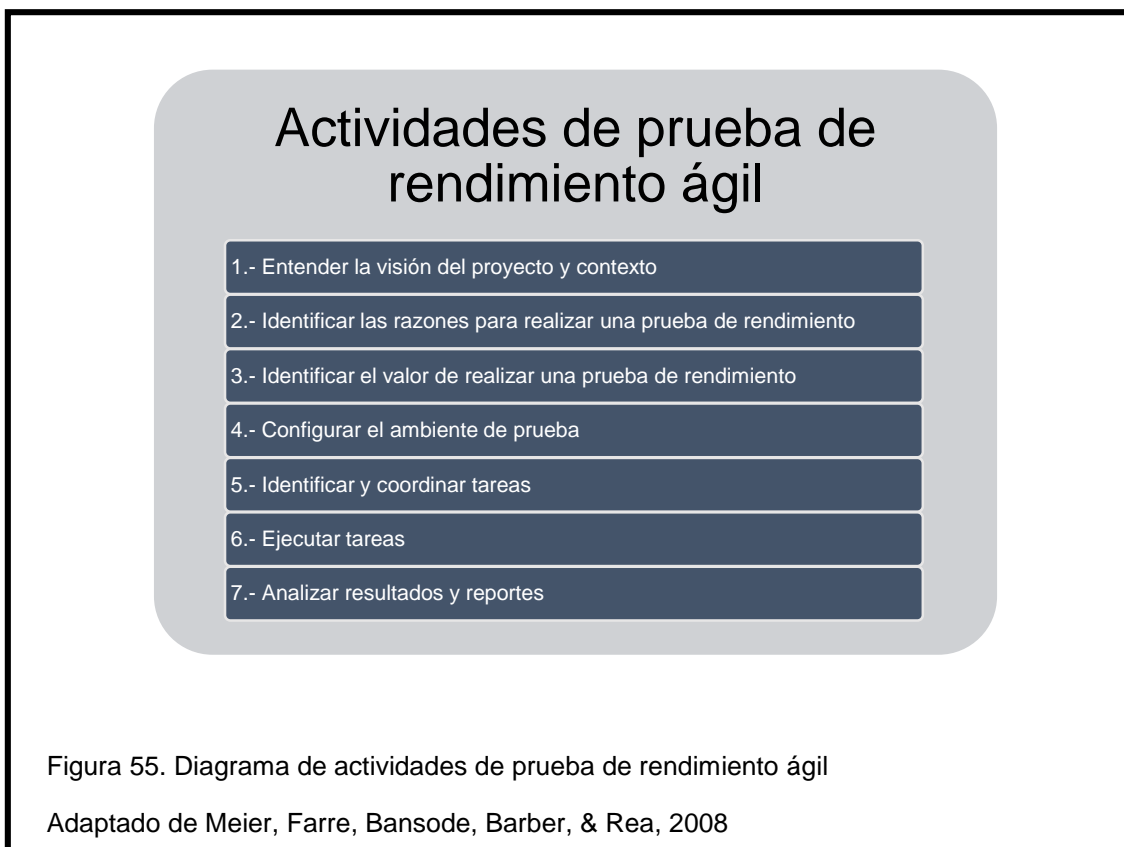 Actividades de prueba de
rendimiento ágil
1.- Entender la visión del proyecto y contexto
2.- Identificar las razones para realizar una prueba de rendimiento
3.- Identificar el valor de realizar una prueba de rendimiento
4.- Configurar el ambiente de prueba
5.- Identificar y coordinar tareas
6.- Ejecutar tareas
7.- Analizar resultados y reportes
Figura 55. Diagrama de actividades de prueba de rendimiento ágil
Adaptado de Meier, Farre, Bansode, Barber, & Rea, 2008